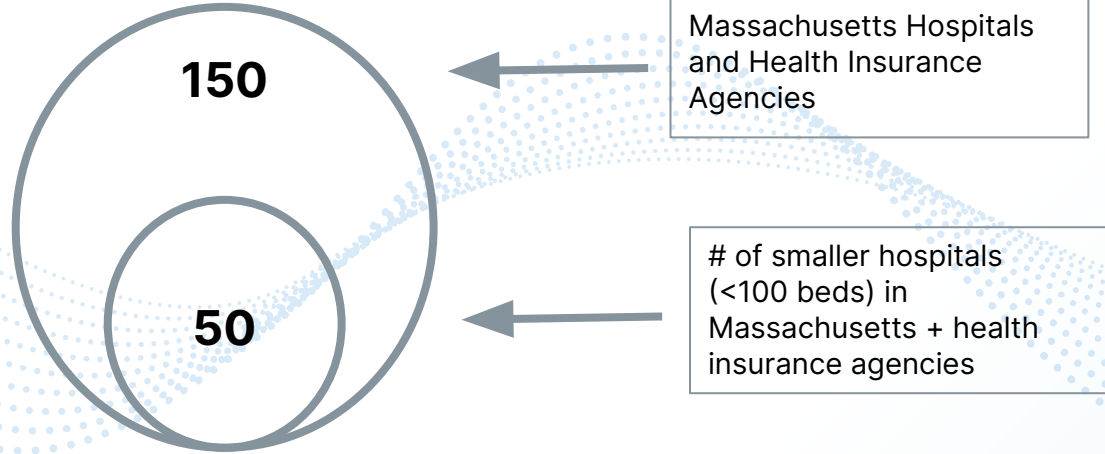 150
Massachusetts Hospitals
and Health Insurance
Agencies
50
# of smaller hospitals
(<100 beds) in
Massachusetts + health
insurance agencies